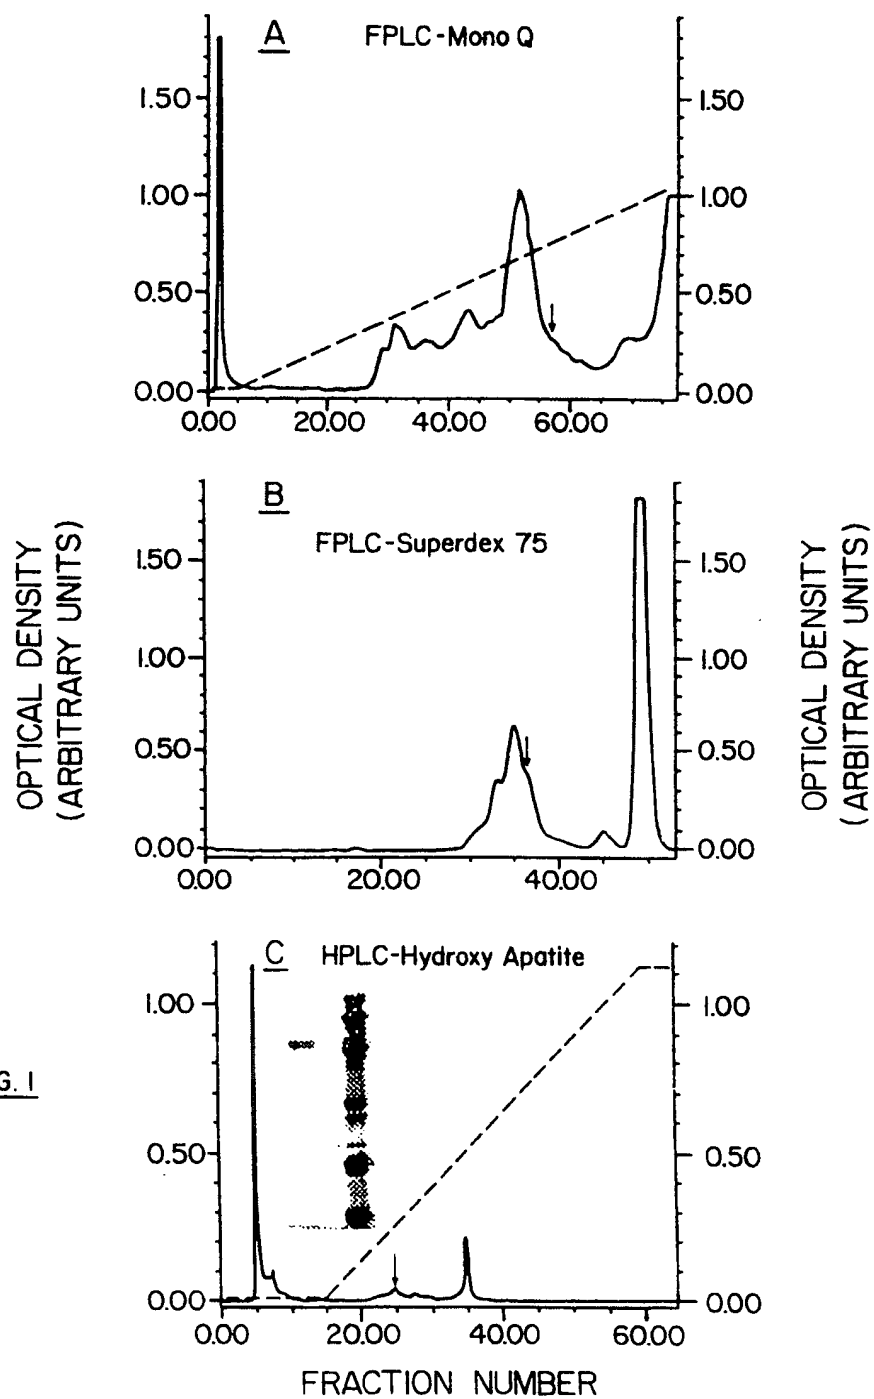 A FPLC-Mono Q
1.50 1.50
1.00 1.00
0.50 0.50
0.00 0.00
0.00 20.00 40.00 60.00
B
FPLC-Superdex 75
OPTICAL DENSITY
(ARBITRARY UNITS)
OPTICAL DENSITY
(ARBITRARY UNITS)
1.50 1.50
1.00 1.00
0.50 0.50
0.00 0.00
0.00 20.00 40.00
C HPLC-Hydroxy Apatite
1.00 1.00
G. 1
0.50 0.50
0.00 0.00
0.00 20.00 40.00 60.00
FRACTION NUMBER